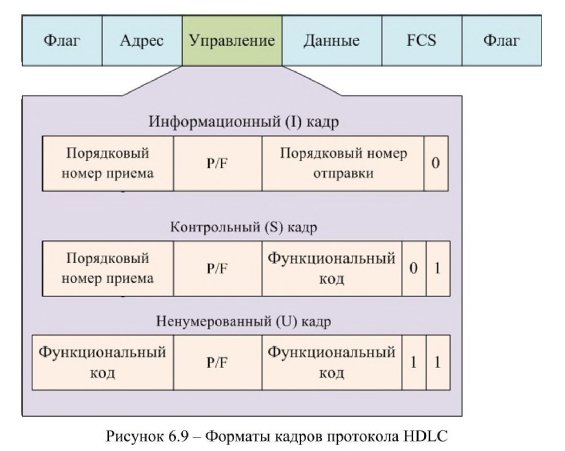 Флаг Адрес Управление Данные FCS Флаг
Информационный (I) кадр
Порядковый номер приема P/F Порядковый номер отправки 0
Контрольный (S) кадр
Порядковый номер приема P/F Функциональный код 0 1
Ненумерованный (U) кадр
Функциональный код P/F Функциональный код 1 1
Рисунок 6.9 – Форматы кадров протокола HDLC